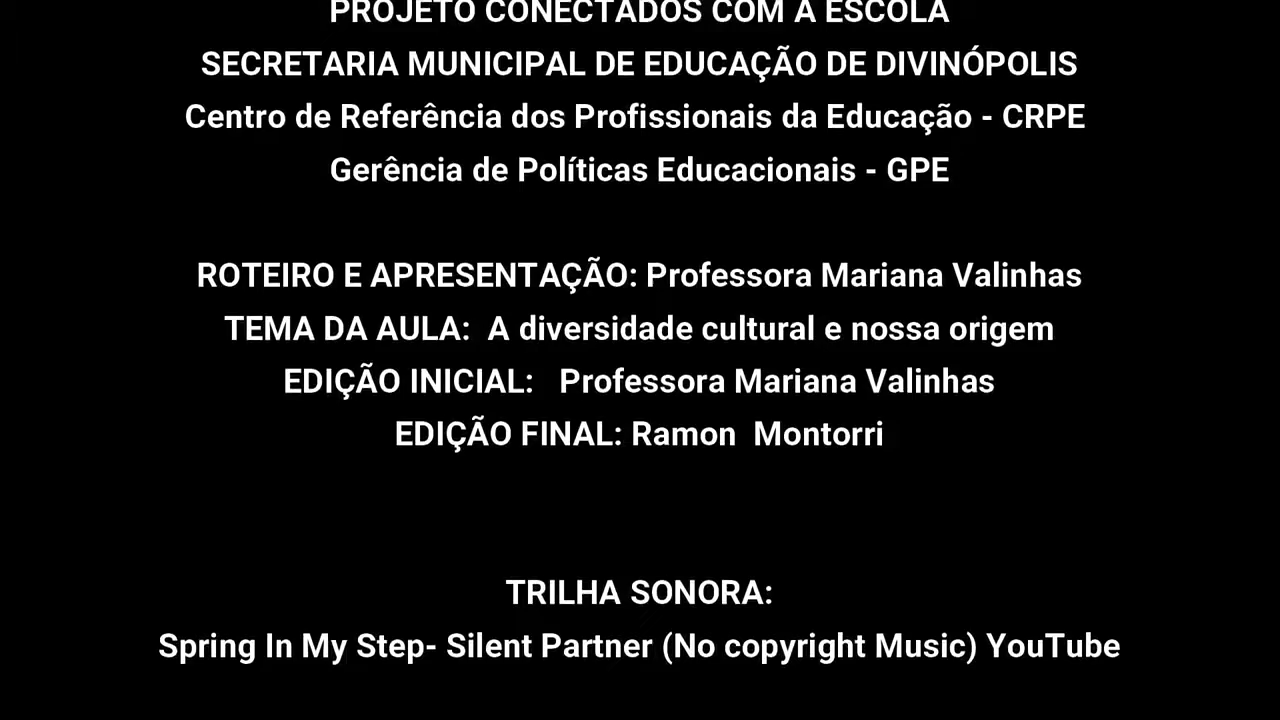 PROJETO CONECTADOS COM A ESCOLA
SECRETARIA MUNICIPAL DE EDUCAÇÃO DE DIVINÓPOLIS
Centro de Referência dos Profissionais da Educação - CRPE
Gerência de Políticas Educacionais - GPE
ROTEIRO E APRESENTAÇÃO: Professora Mariana Valinhas
TEMA DA AULA:  A diversidade cultural e nossa origem
EDIÇÃO INICIAL:   Professora Mariana Valinhas
EDIÇÃO FINAL: Ramon  Montorri
TRILHA SONORA:
Spring In My Step- Silent Partner (No copyright Music) YouTube